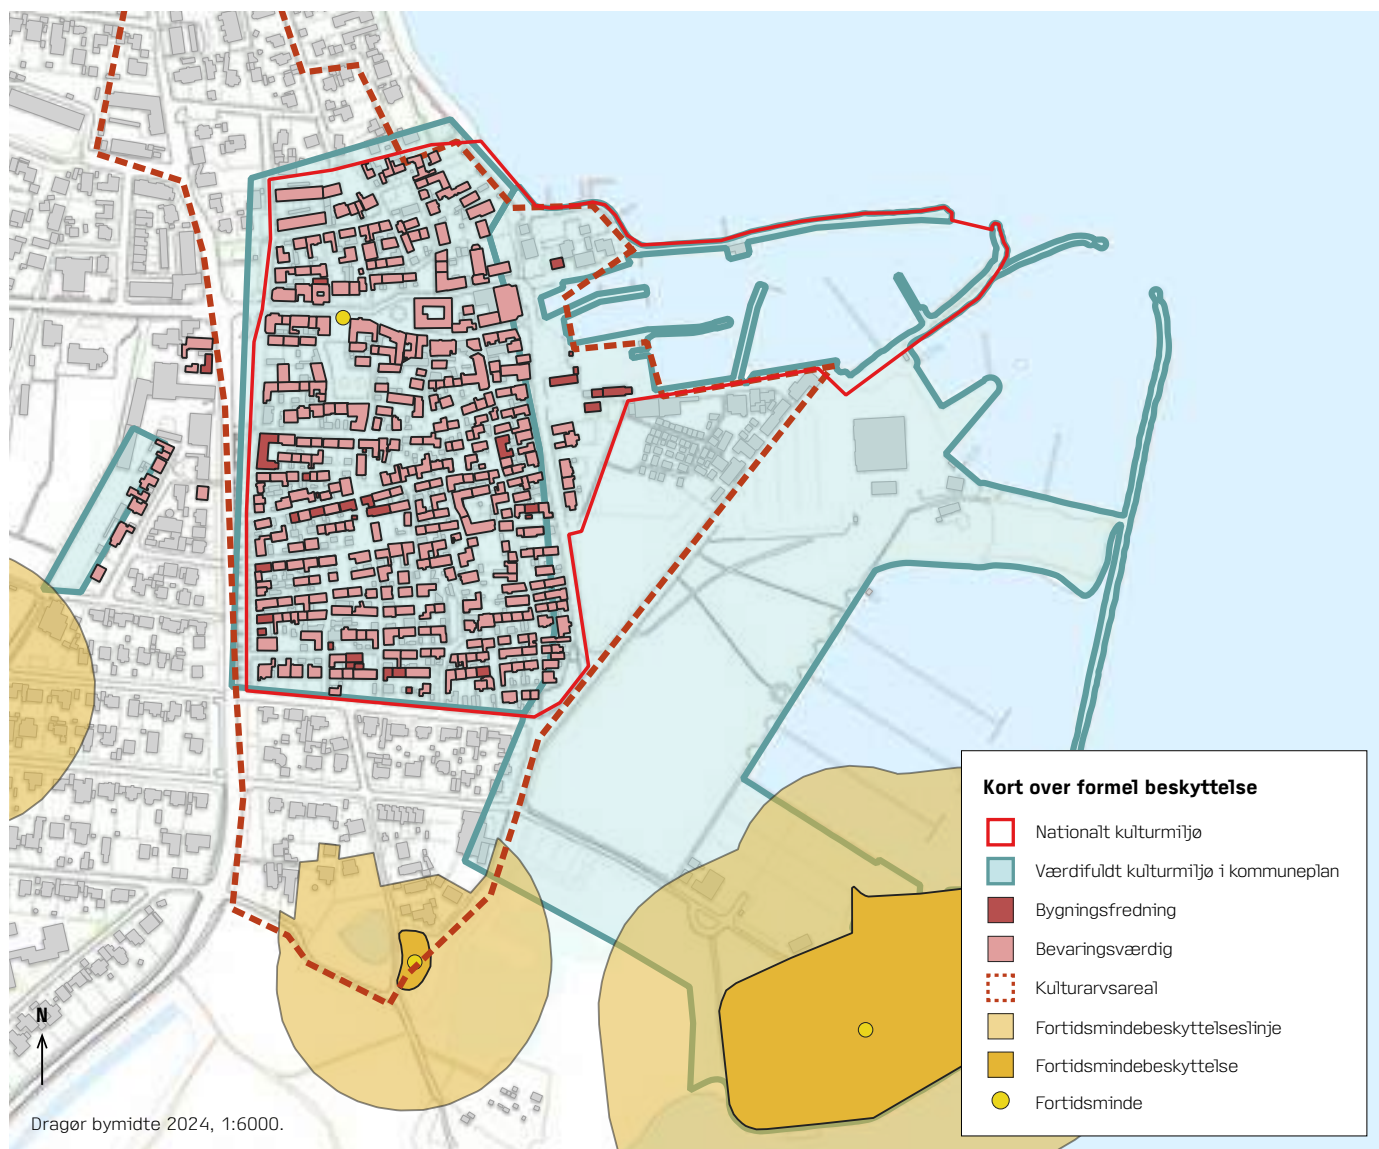 Kort over formel beskyttelse
Nationalt kulturmiljø
Værdifuldt kulturmiljø i kommuneplan
Bygningsfredning
Bevaringsværdig
Kulturarvsareal
Fortidsmindebeskyttelseslinje
Fortidsmindebeskyttelse
Fortidsminde
N
Dragør bymidte 2024, 1:6000.